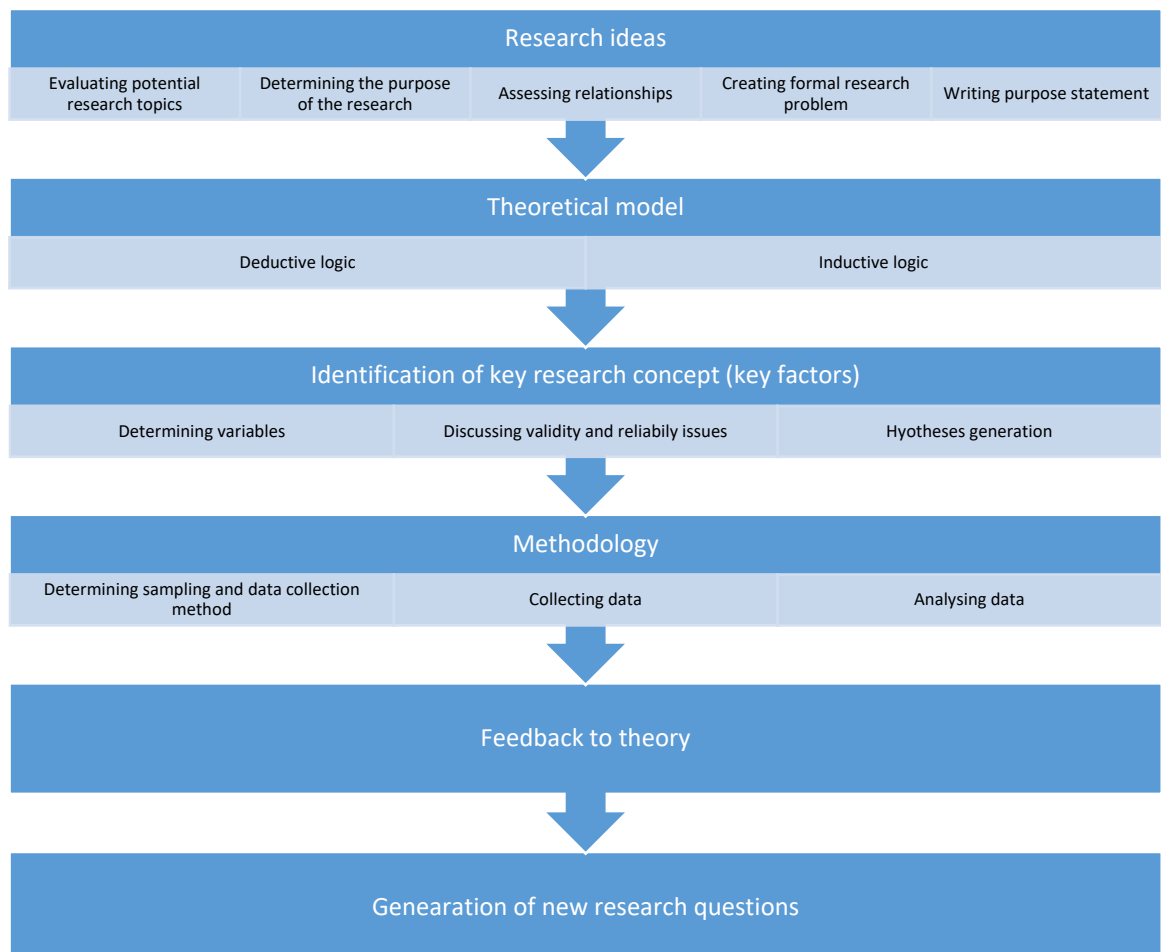 Research ideas
Evaluating potential
research topics
Determining the purpose
of the research
Assessing relationships
Creating formal research
problem
Writing purpose statement
Theoretical model
Deductive logic
Inductive logic
Identification of key research concept (key factors)
Determining variables
Discussing validity and reliabily issues
Hyotheses generation
Methodology
Determining sampling and data collection
method
Collecting data
Analysing data
Feedback to theory
Genearation of new research questions